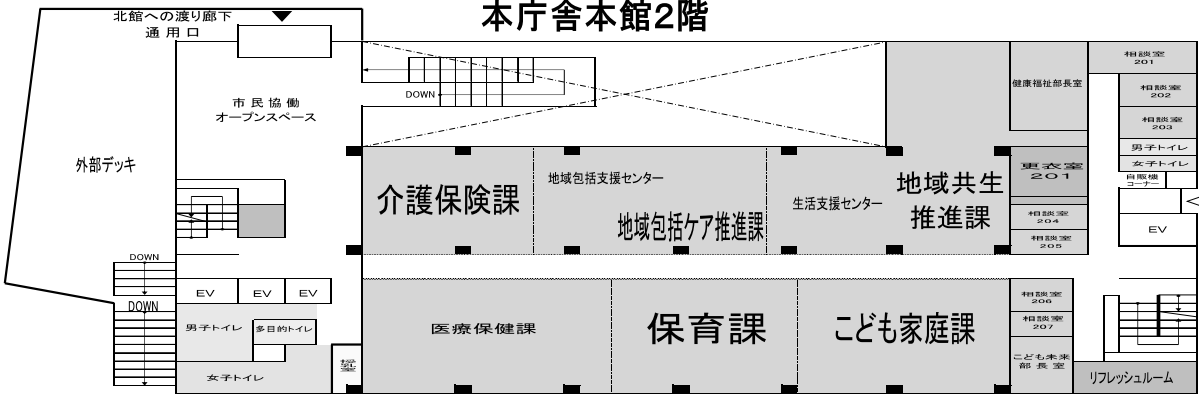 本庁舎本館2階
北館への渡り廊下
通用口
DOWN
市民協働
オープンスペース
外部デッキ
健康福祉部長室
相談室
201
相談室
202
相談室
203
男子トイレ
女子トイレ
自販機
コーナー
EV
介護保険課
地域包括支援センター
地域包括ケア推進課
生活支援センター
地域共生
推進課
更衣室
201
相談室
204
相談室
205
DOWN
DOWN
EV
EV
EV
男子トイレ
多目的トイレ
女子トイレ
授乳室
医療保健課
保育課
こども家庭課
相談室
206
相談室
207
こども未来
部長室
リフレッシュルーム